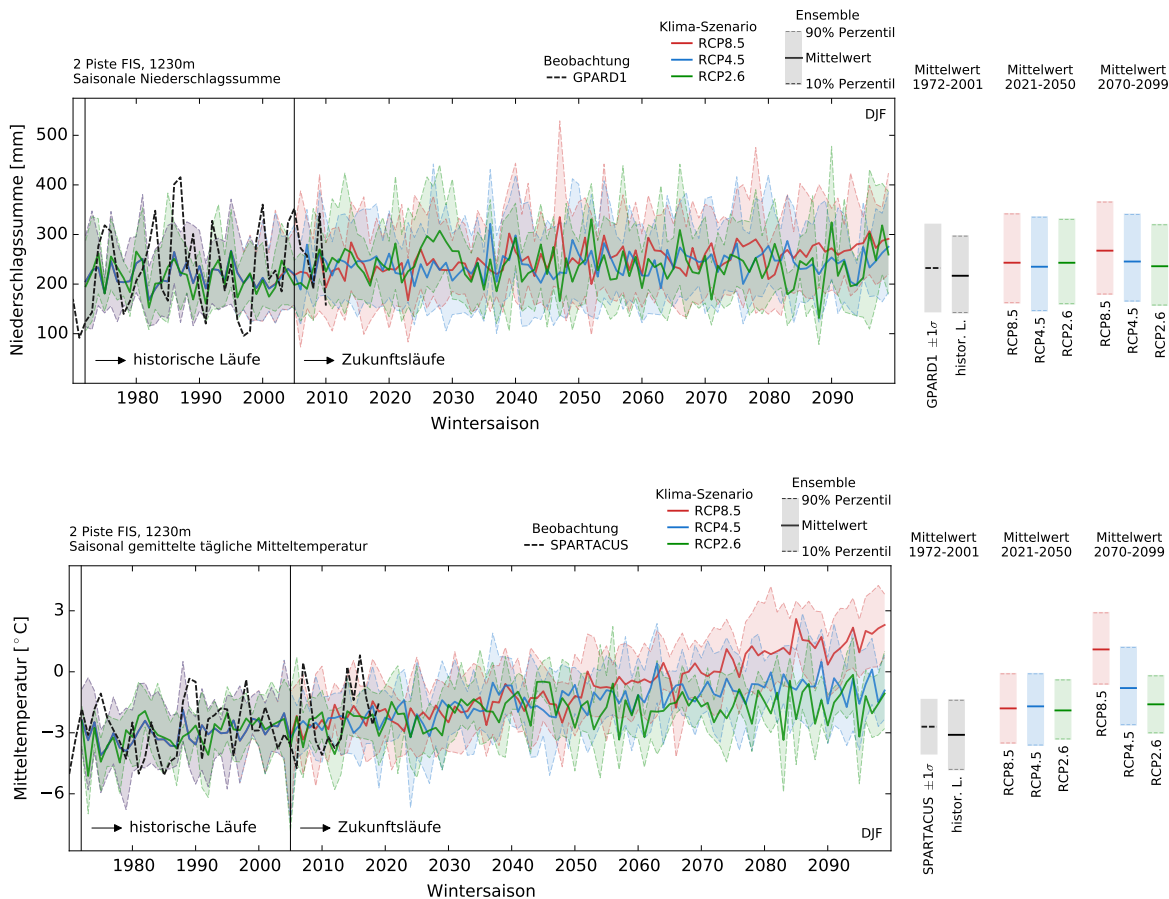 2 Piste FIS, 1230m
Saisonale Niederschlagssumme
Beobachtung
GPARD1
Klima-Szenario
RCP8.5
RCP4.5
RCP2.6
Ensemble
90% Perzentil
Mittelwert
10% Perzentil
Mittelwert
1972-2001
Mittelwert
2021-2050
Mittelwert
2070-2099
Niederschlagssumme [mm]
500
400
300
200
100
DJF
historische Läufe
Zukunftsläufe
1980
1990
2000
2010
2020
2030
2040
2050
2060
2070
2080
2090
Wintersaison
GPARD1 ±1σ
histor. L.
RCP8.5
RCP4.5
RCP2.6
RCP8.5
RCP4.5
RCP2.6
2 Piste FIS, 1230m
Saisonal gemittelte tägliche Mitteltemperatur
Beobachtung
SPARTACUS
Klima-Szenario
RCP8.5
RCP4.5
RCP2.6
Ensemble
90% Perzentil
Mittelwert
10% Perzentil
Mittelwert
1972-2001
Mittelwert
2021-2050
Mittelwert
2070-2099
Mitteltemperatur [°C]
3
0
−3
−6
historische Läufe
Zukunftsläufe
DJF
1980
1990
2000
2010
2020
2030
2040
2050
2060
2070
2080
2090
Wintersaison
SPARTACUS ±1σ
histor. L.
RCP8.5
RCP4.5
RCP2.6
RCP8.5
RCP4.5
RCP2.6